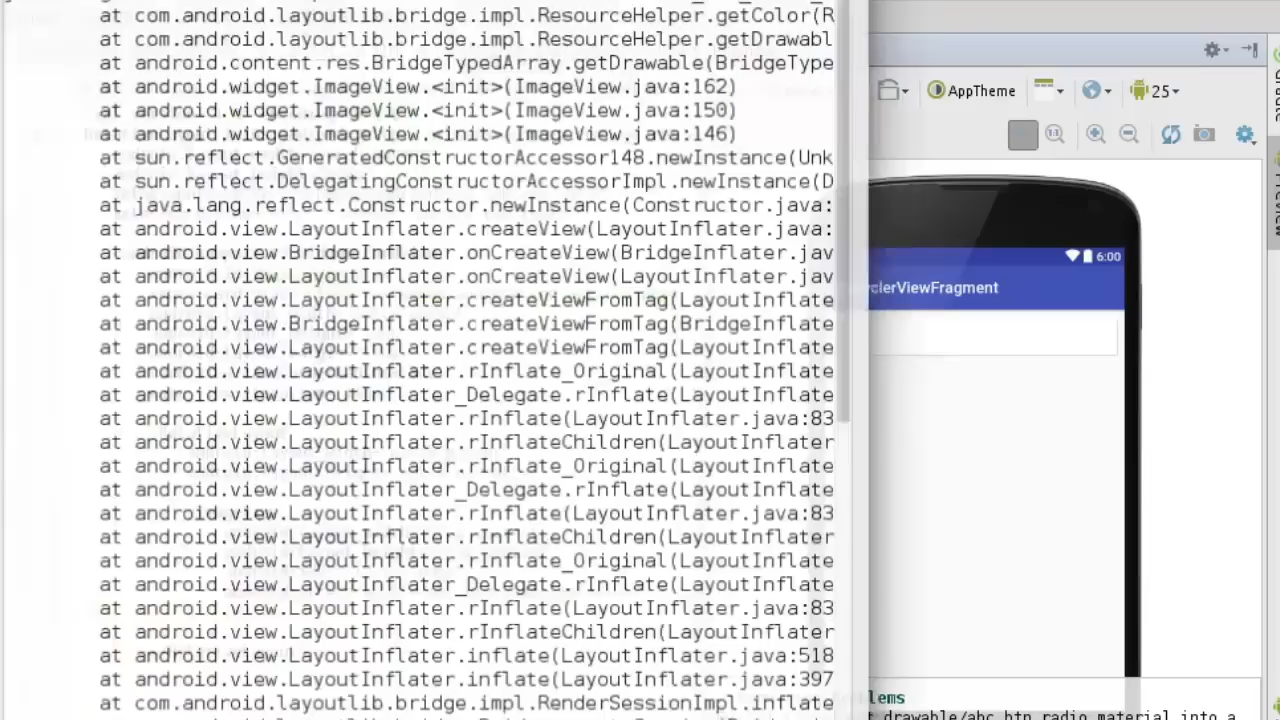 at com.android.layoutlib.bridge.impl.ResourceHelper.getColor(R
at com.android.layoutlib.bridge.impl.ResourceHelper.getDrawabl
at android.content.res.BridgeTypedArray.getDrawable(BridgeType
at android.widget.ImageView.<init>(ImageView.java:162)
at android.widget.ImageView.<init>(ImageView.java:150)
at android.widget.ImageView.<init>(ImageView.java:146)
at sun.reflect.GeneratedConstructorAccessor148.newInstance(Unk
at sun.reflect.DelegatingConstructorAccessorImpl.newInstance(D
at java.lang.reflect.Constructor.newInstance(Constructor.java:
at android.view.LayoutInflater.createView(LayoutInflater.java:
at android.view.BridgeInflater.onCreateView(BridgeInflater.jav
at android.view.LayoutInflater.onCreateView(LayoutInflater.jav
at android.view.LayoutInflater.createViewFromTag(LayoutInflate
at android.view.BridgeInflater.createViewFromTag(BridgeInflate
at android.view.LayoutInflater.createViewFromTag(LayoutInflate
at android.view.LayoutInflater.rInflate_Original(LayoutInflate
at android.view.LayoutInflater_Delegate.rInflate(LayoutInflate
at android.view.LayoutInflater.rInflate(LayoutInflater.java:83
at android.view.LayoutInflater.rInflateChildren(LayoutInflater
at android.view.LayoutInflater.rInflate_Original(LayoutInflate
at android.view.LayoutInflater_Delegate.rInflate(LayoutInflate
at android.view.LayoutInflater.rInflate(LayoutInflater.java:83
at android.view.LayoutInflater.rInflateChildren(LayoutInflater
at android.view.LayoutInflater.rInflate_Original(LayoutInflate
at android.view.LayoutInflater_Delegate.rInflate(LayoutInflate
at android.view.LayoutInflater.rInflate(LayoutInflater.java:83
at android.view.LayoutInflater.rInflateChildren(LayoutInflater
at android.view.LayoutInflater.inflate(LayoutInflater.java:518
at android.view.LayoutInflater.inflate(LayoutInflater.java:397
at com.android.layoutlib.bridge.impl.RenderSessionImpl.inflate
AppTheme
25
6:00
clerViewFragment
lems
drawable/abc_btn_radio_material into a